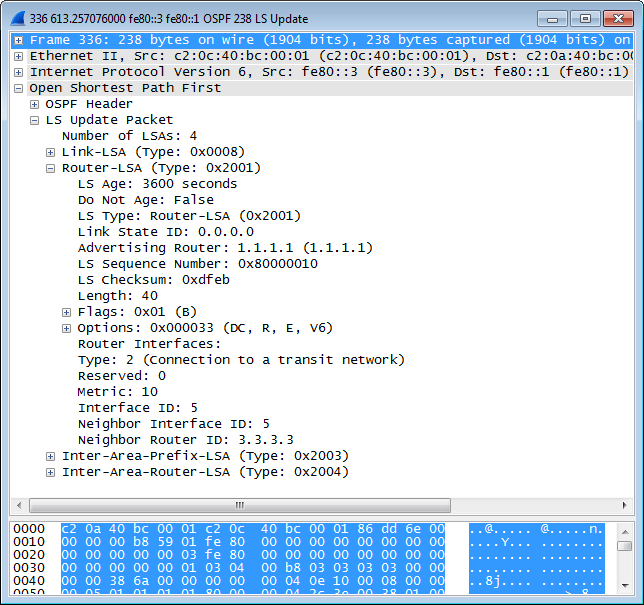 336 613.257076000 fe80::3 fe80::1 OSPF 238 LS Update
Frame 336: 238 bytes on wire (1904 bits), 238 bytes captured (1904 bits) on
Ethernet II, Src: c2:0c:40:bc:00:01 (c2:0c:40:bc:00:01), Dst: c2:0a:40:bc:00
Internet Protocol Version 6, Src: fe80::3 (fe80::3), Dst: fe80::1 (fe80::1)
Open Shortest Path First
OSPF Header
LS Update Packet
Number of LSAs: 4
Link-LSA (Type: 0x0008)
Router-LSA (Type: 0x2001)
LS Age: 3600 seconds
Do Not Age: False
LS Type: Router-LSA (0x2001)
Link State ID: 0.0.0.0
Advertising Router: 1.1.1.1 (1.1.1.1)
LS Sequence Number: 0x80000010
LS Checksum: 0xdfeb
Length: 40
Flags: 0x01 (B)
Options: 0x000033 (DC, R, E, V6)
Router Interfaces:
Type: 2 (Connection to a transit network)
Reserved: 0
Metric: 10
Interface ID: 5
Neighbor Interface ID: 5
Neighbor Router ID: 3.3.3.3
Inter-Area-Prefix-LSA (Type: 0x2003)
Inter-Area-Router-LSA (Type: 0x2004)
0000 c2 0a 40 bc 00 01 c2 0c 40 bc 00 01 86 dd 6e 00 ..@..... @.....n.
0010 00 00 00 b8 59 01 fe 80 00 00 00 00 00 00 00 00 ....Y... ........
0020 00 00 00 00 00 03 fe 80 00 00 00 00 00 00 00 00 ........ ........
0030 00 00 00 00 00 01 03 04 00 b8 03 03 03 03 00 00 ........ ........
0040 00 00 38 6a 00 00 00 00 00 04 0e 10 00 08 00 00 ..8j.... ........